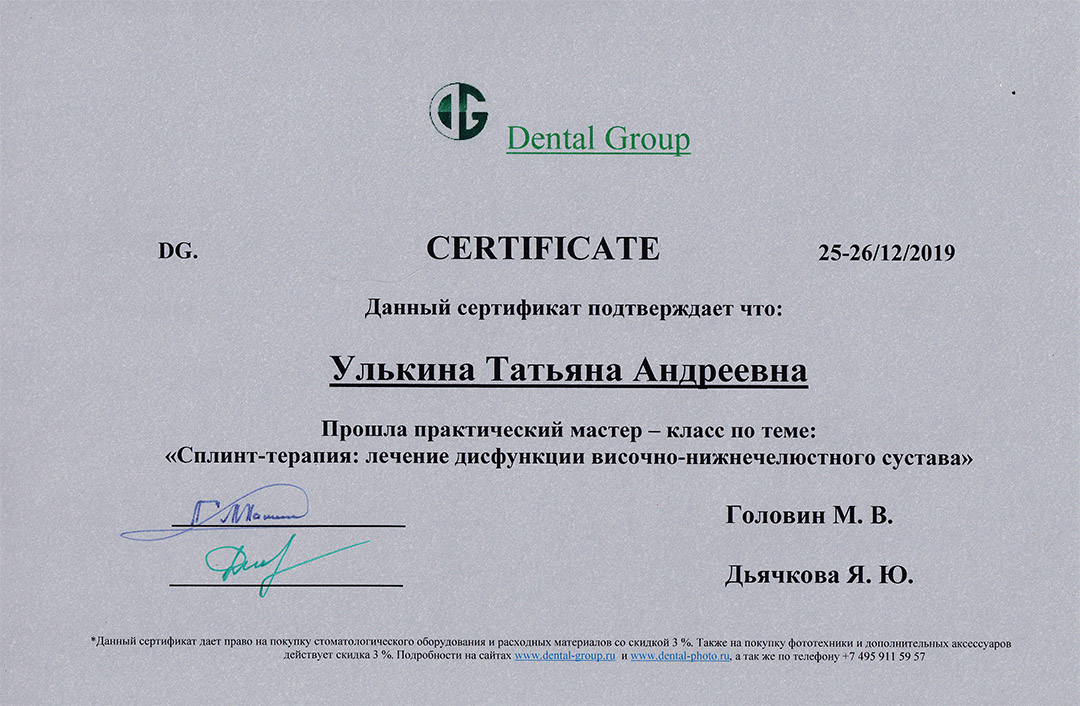 DG
Dental Group
DG. CERTIFICATE 25-26/12/2019
Данный сертификат подтверждает что:
Улькина Татьяна Андреевна
Прошла практический мастер – класс по теме:
«Сплинт-терапия: лечение дисфункции височно-нижнечелюстного сустава»
Головин М. В.
Дьячкова Я. Ю.
*Данный сертификат дает право на покупку стоматологического оборудования и расходных материалов со скидкой 3 %. Также на покупку фототехники и дополнительных аксессуаров
действует скидка 3 %. Подробности на сайтах www.dental-group.ru и www.dental-photo.ru, а так же по телефону +7 495 911 59 57